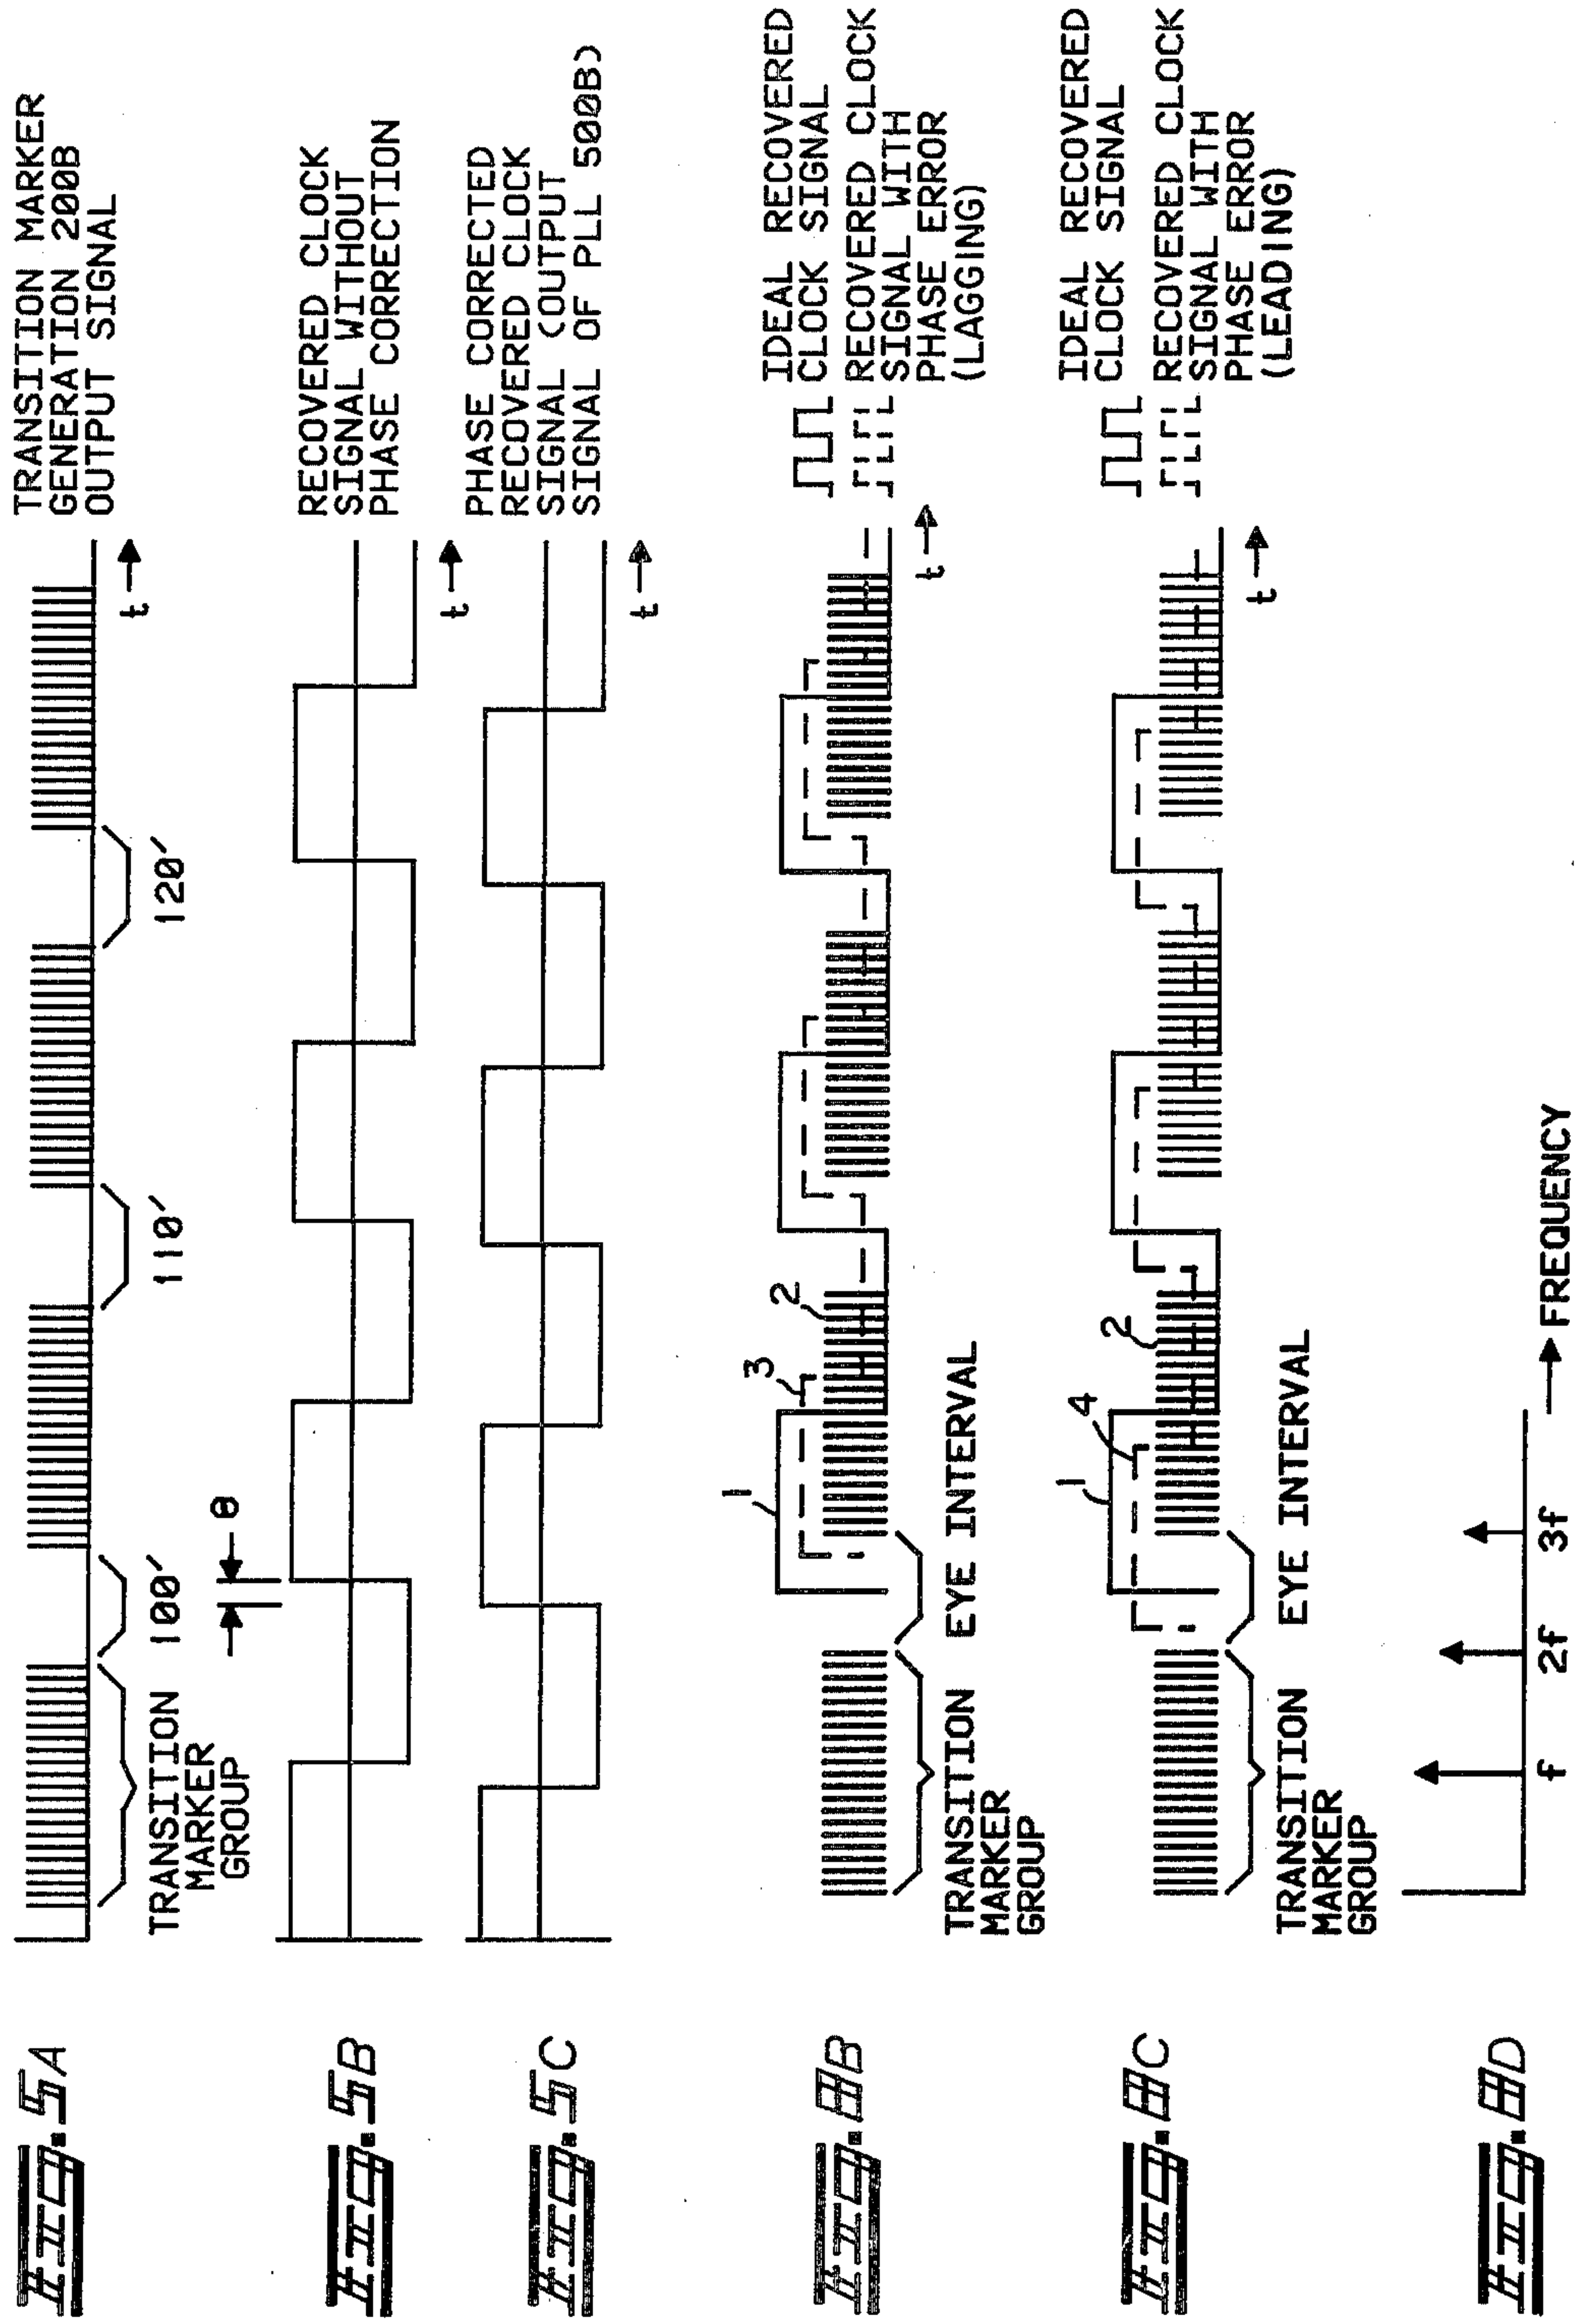 Fig. 5A
TRANSITION MARKER
GENERATION 200B
OUTPUT SIGNAL
t
TRANSITION
MARKER
GROUP
100'
110'
120'
θ
Fig. 5B
RECOVERED CLOCK
SIGNAL WITHOUT
PHASE CORRECTION
t
Fig. 5C
PHASE CORRECTED
RECOVERED CLOCK
SIGNAL (OUTPUT
SIGNAL OF PLL 500B)
t
Fig. 8B
IDEAL RECOVERED
CLOCK SIGNAL
RECOVERED CLOCK
SIGNAL WITH
PHASE ERROR
(LAGGING)
1
3
2
t
TRANSITION
MARKER
GROUP
EYE INTERVAL
Fig. 8C
IDEAL RECOVERED
CLOCK SIGNAL
RECOVERED CLOCK
SIGNAL WITH
PHASE ERROR
(LEADING)
1
4
2
t
TRANSITION
MARKER
GROUP
EYE INTERVAL
Fig. 8D
f
2f
3f
FREQUENCY